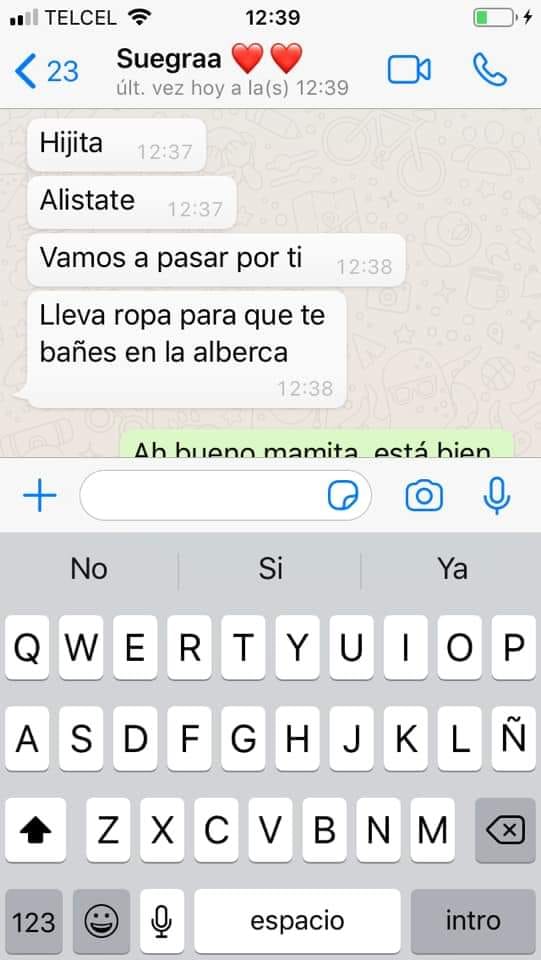 TELCEL 12:39
23 Suegraa ❤️❤️
últ. vez hoy a la(s) 12:39
Hijita 12:37
Alistate 12:37
Vamos a pasar por ti 12:38
Lleva ropa para que te
bañes en la alberca
12:38
Ah bueno mamita está bien
No Si Ya
Q W E R T Y U I O P
A S D F G H J K L Ñ
Z X C V B N M
123 espacio intro